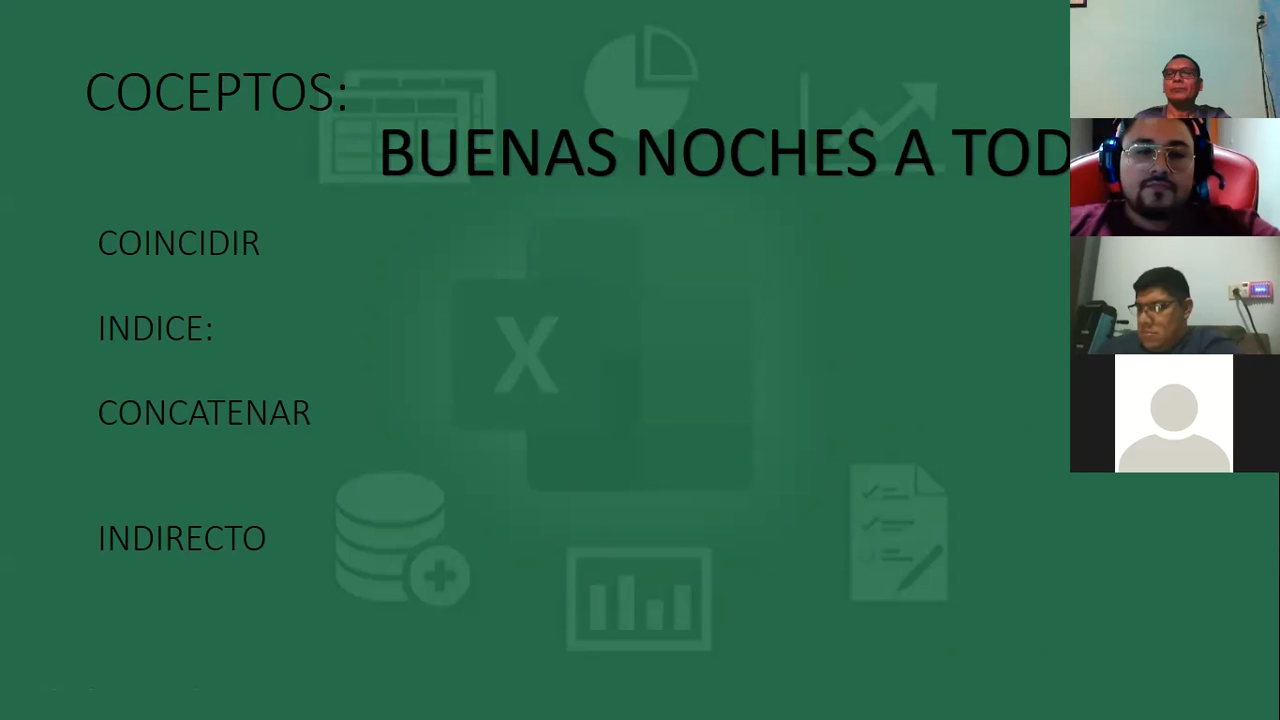 COCEPTOS:
BUENAS NOCHES A TOD
COINCIDIR
INDICE:
X
CONCATENAR
INDIRECTO